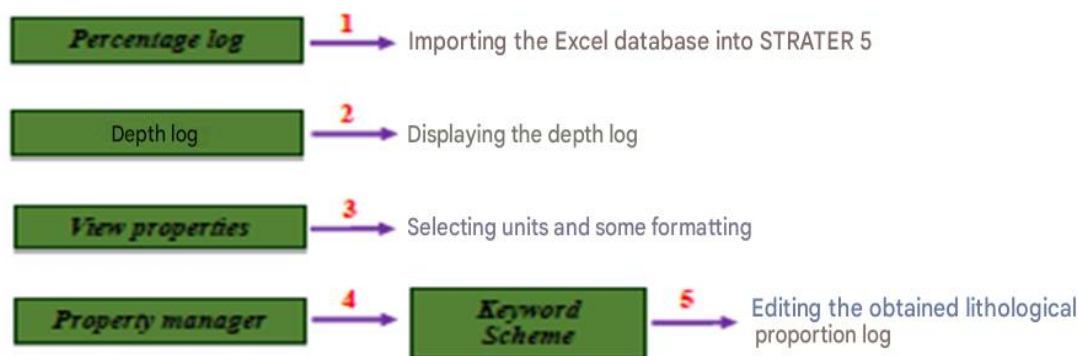 Percentage log 1 Importing the Excel database into STRATER 5
Depth log 2 Displaying the depth log
View properties 3 Selecting units and some formatting
Property manager 4 Keyword Scheme 5 Editing the obtained lithological proportion log